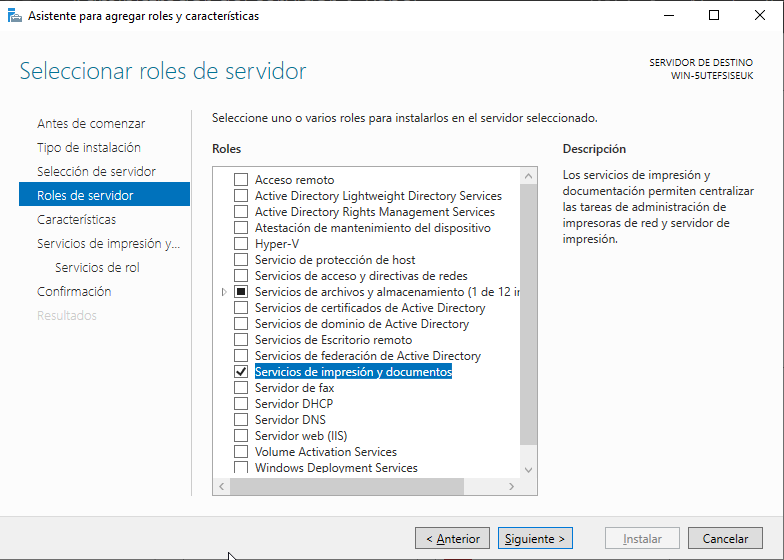 Asistente para agregar roles y características
Seleccionar roles de servidor
SERVIDOR DE DESTINO
WIN-5UTEFSISEUK
Antes de comenzar
Tipo de instalación
Selección de servidor
Roles de servidor
Características
Servicios de impresión y...
Servicios de rol
Confirmación
Resultados
Seleccione uno o varios roles para instalarlos en el servidor seleccionado.
Roles
Acceso remoto
Active Directory Lightweight Directory Services
Active Directory Rights Management Services
Atestación de mantenimiento del dispositivo
Hyper-V
Servicio de protección de host
Servicios de acceso y directivas de redes
Servicios de archivos y almacenamiento (1 de 12 in
Servicios de certificados de Active Directory
Servicios de dominio de Active Directory
Servicios de Escritorio remoto
Servicios de federación de Active Directory
Servicios de impresión y documentos
Servidor de fax
Servidor DHCP
Servidor DNS
Servidor web (IIS)
Volume Activation Services
Windows Deployment Services
Descripción
Los servicios de impresión y
documentación permiten centralizar
las tareas de administración de
impresoras de red y servidor de
impresión.
< Anterior
Siguiente >
Instalar
Cancelar